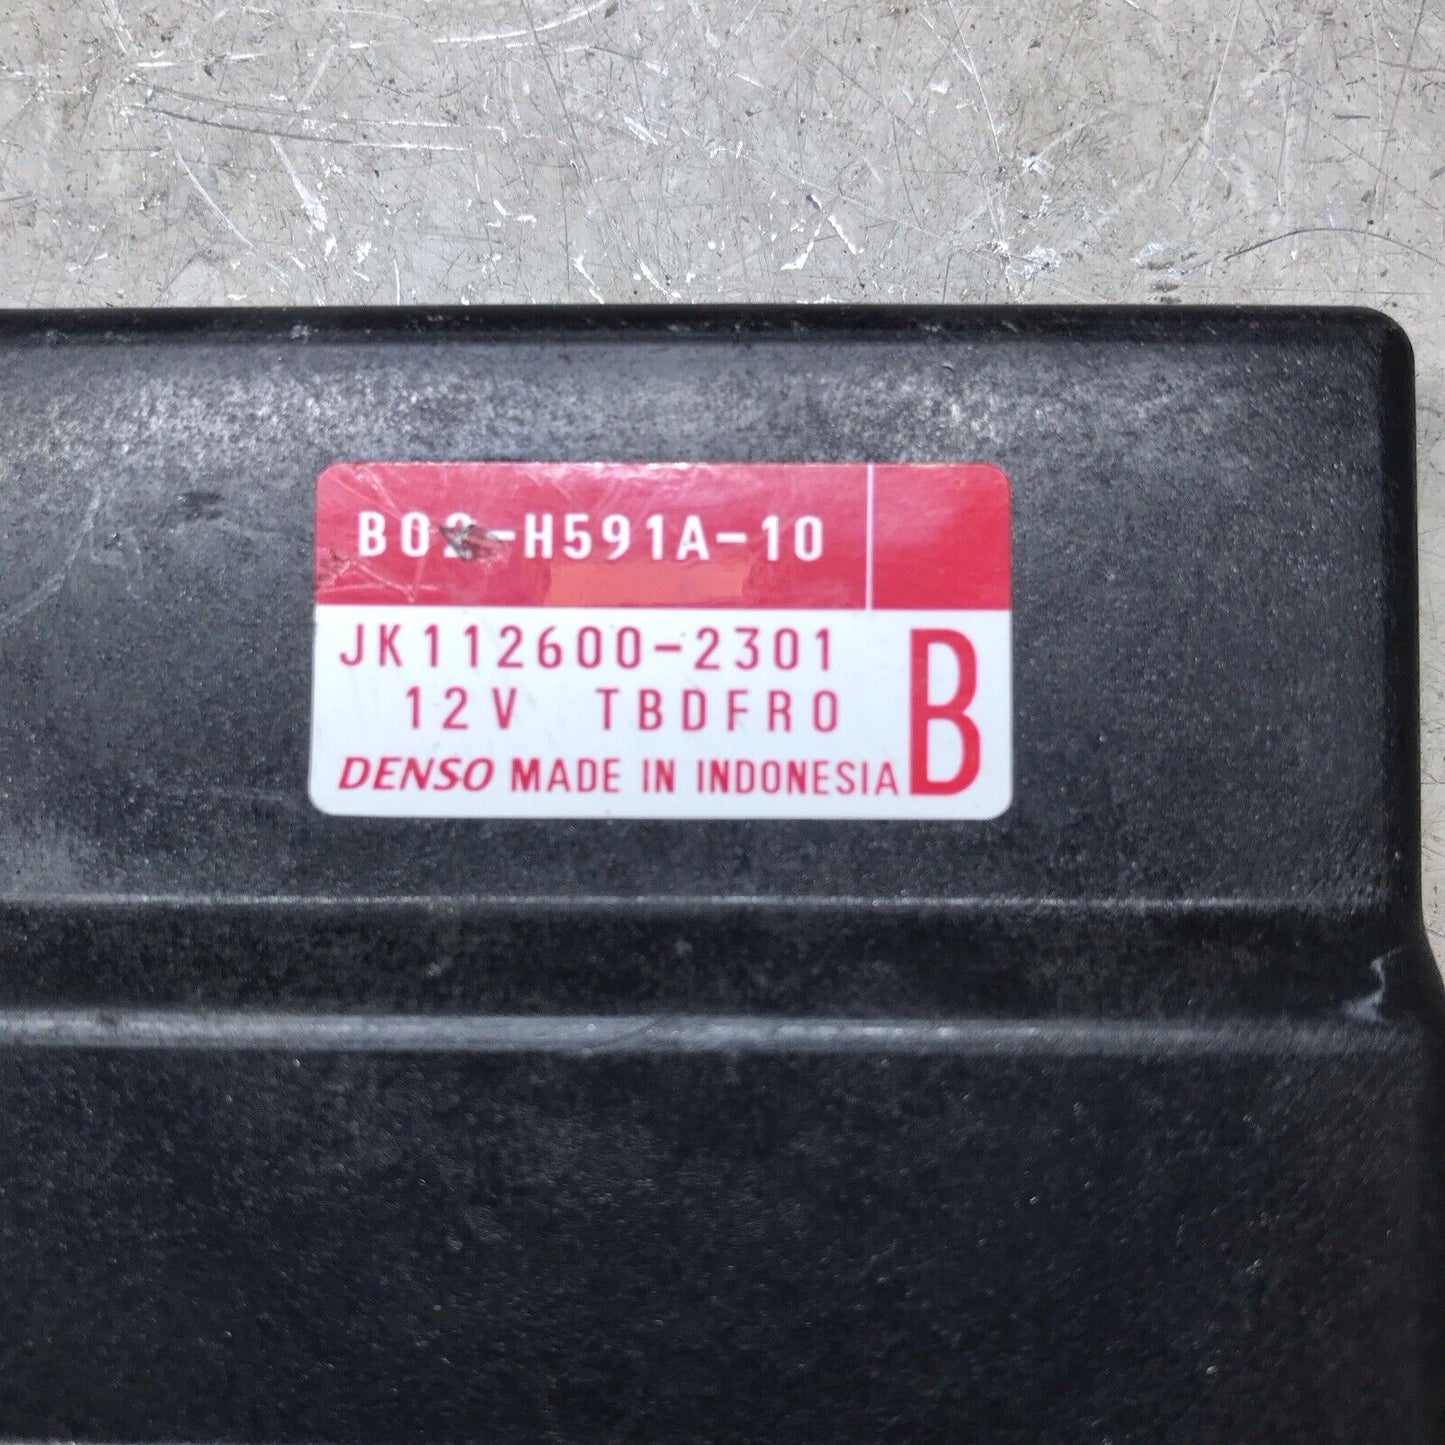 B02-H591A-10
JK112600-2301
12V TBDFR0
B
DENSO MADE IN INDONESIA